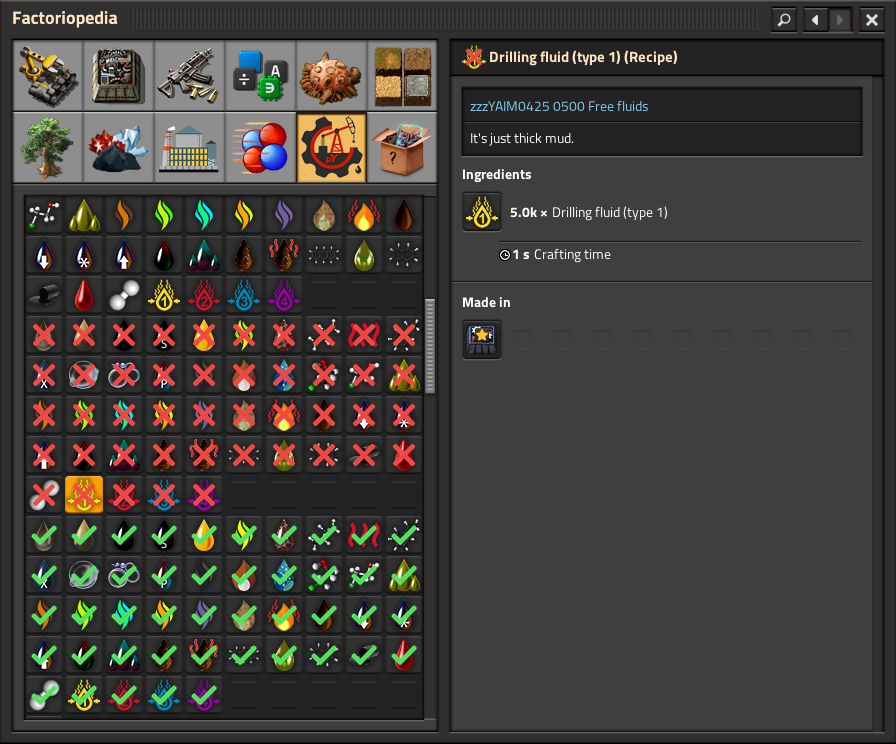 Factoriopedia
Drilling fluid (type 1) (Recipe)
zzzYAIM0425 0500 Free fluids
It's just thick mud.
Ingredients
5.0k × Drilling fluid (type 1)
1 s Crafting time
Made in